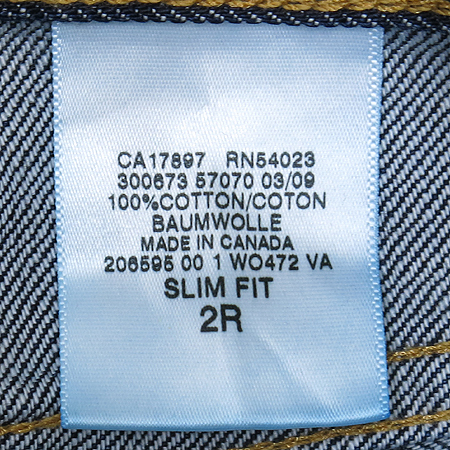 CA17897 RN54023
300673 57070 03/09
100%COTTON/COTON
BAUMWOLLE
MADE IN CANADA
206595 00 1 WO472 VA
SLIM FIT
2R